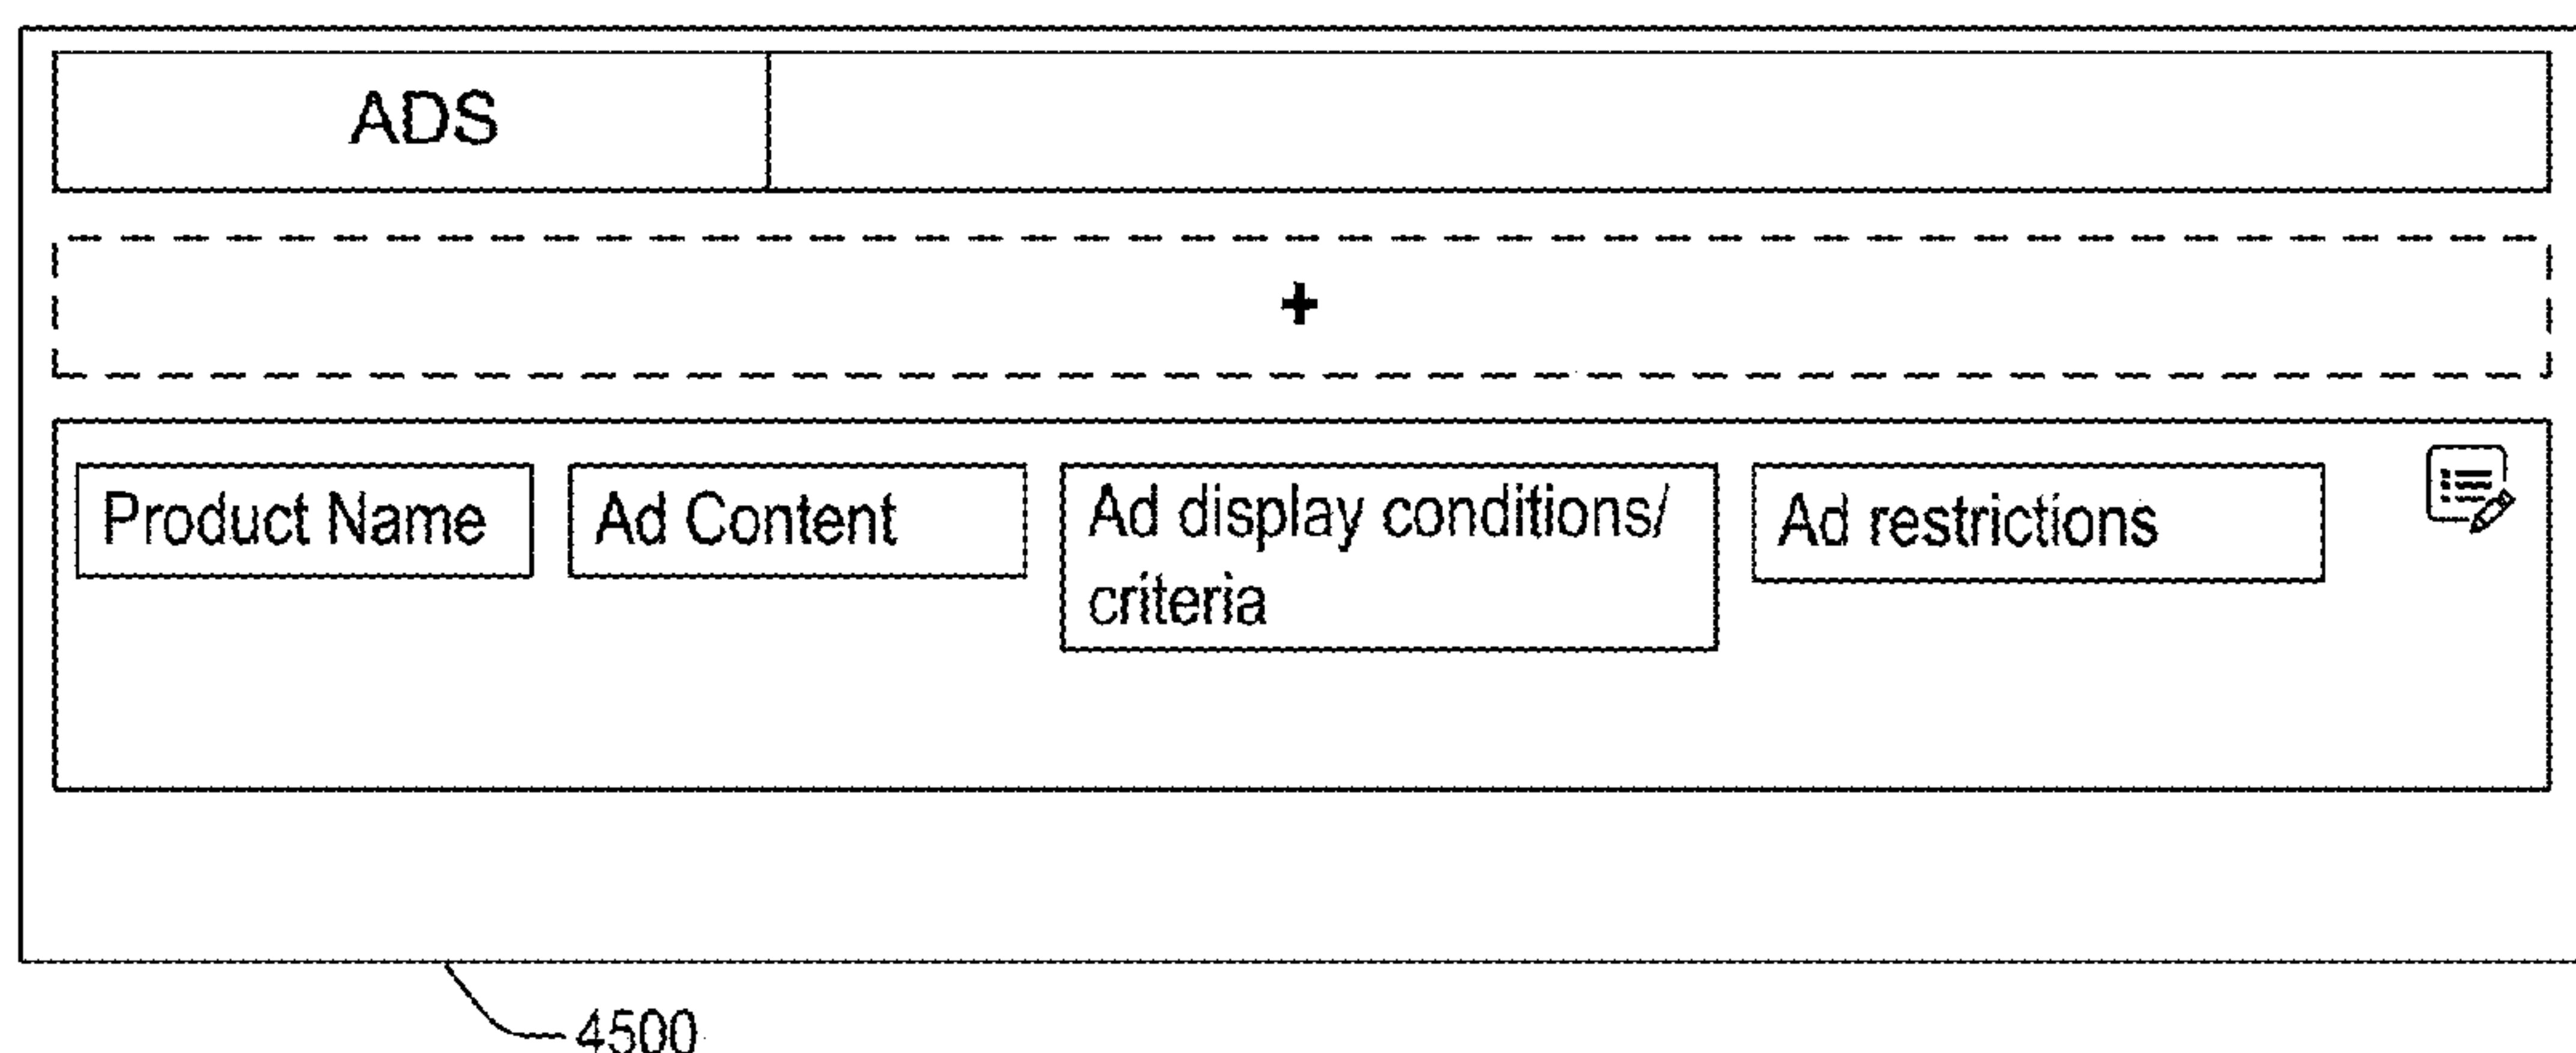 ADS
+
Product Name
Ad Content
Ad display conditions/
criteria
Ad restrictions
4500